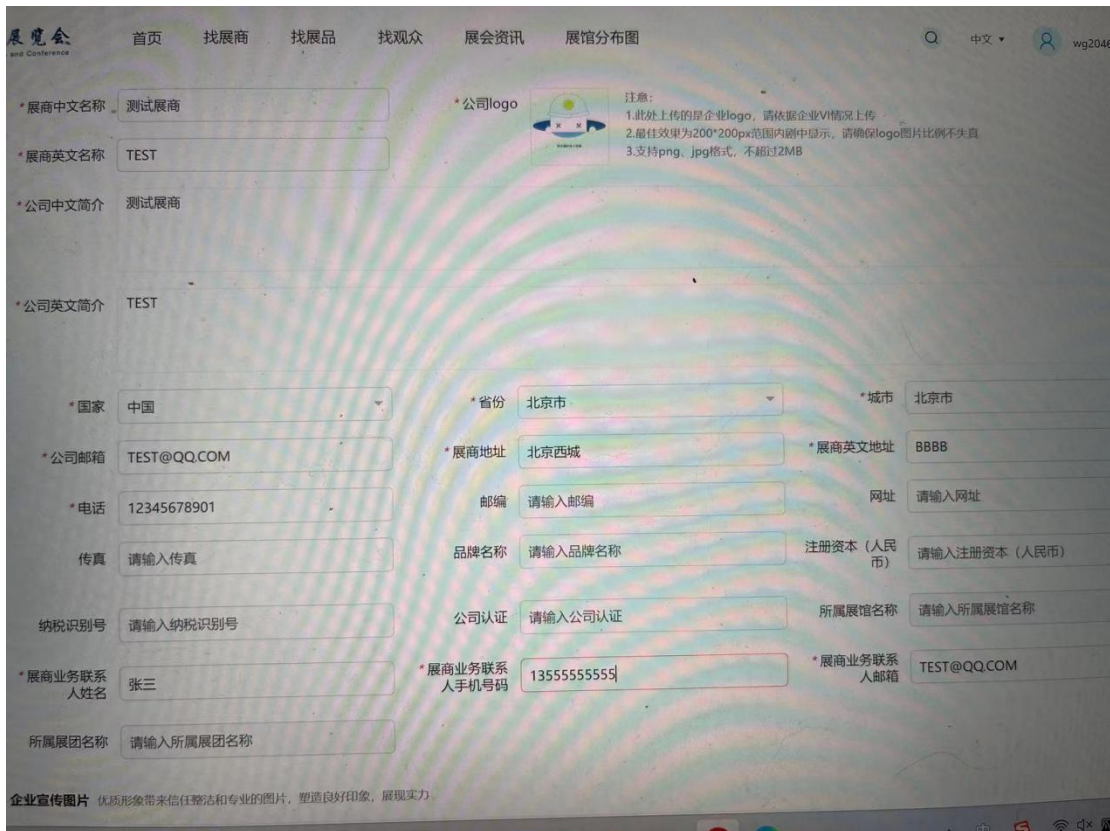 展览会
and Conference
首页 找展商 找展品 找观众 展会资讯 展馆分布图 中文 wg2046
*展商中文名称 测试展商
*公司logo
注意:
1.此处上传的是企业logo，请依据企业VI情况上传
2.最佳效果为200*200px范围内剧中显示，请确保logo图片比例不失真
3.支持png、jpg格式，不超过2MB
*展商英文名称 TEST
*公司中文简介 测试展商
*公司英文简介 TEST
*国家 中国 *省份 北京市 *城市 北京市
*公司邮箱 TEST@QQ.COM *展商地址 北京西城 *展商英文地址 BBBB
*电话 12345678901 邮编 请输入邮编 网址 请输入网址
传真 请输入传真 品牌名称 请输入品牌名称 注册资本（人民币） 请输入注册资本（人民币）
纳税识别号 请输入纳税识别号 公司认证 请输入公司认证 所属展馆名称 请输入所属展馆名称
*展商业务联系人姓名 张三 *展商业务联系人手机号码 13555555555 *展商业务联系人邮箱 TEST@QQ.COM
所属展团名称 请输入所属展团名称
企业宣传图片 优质形象带来信任整洁和专业的图片，塑造良好印象，展现实力